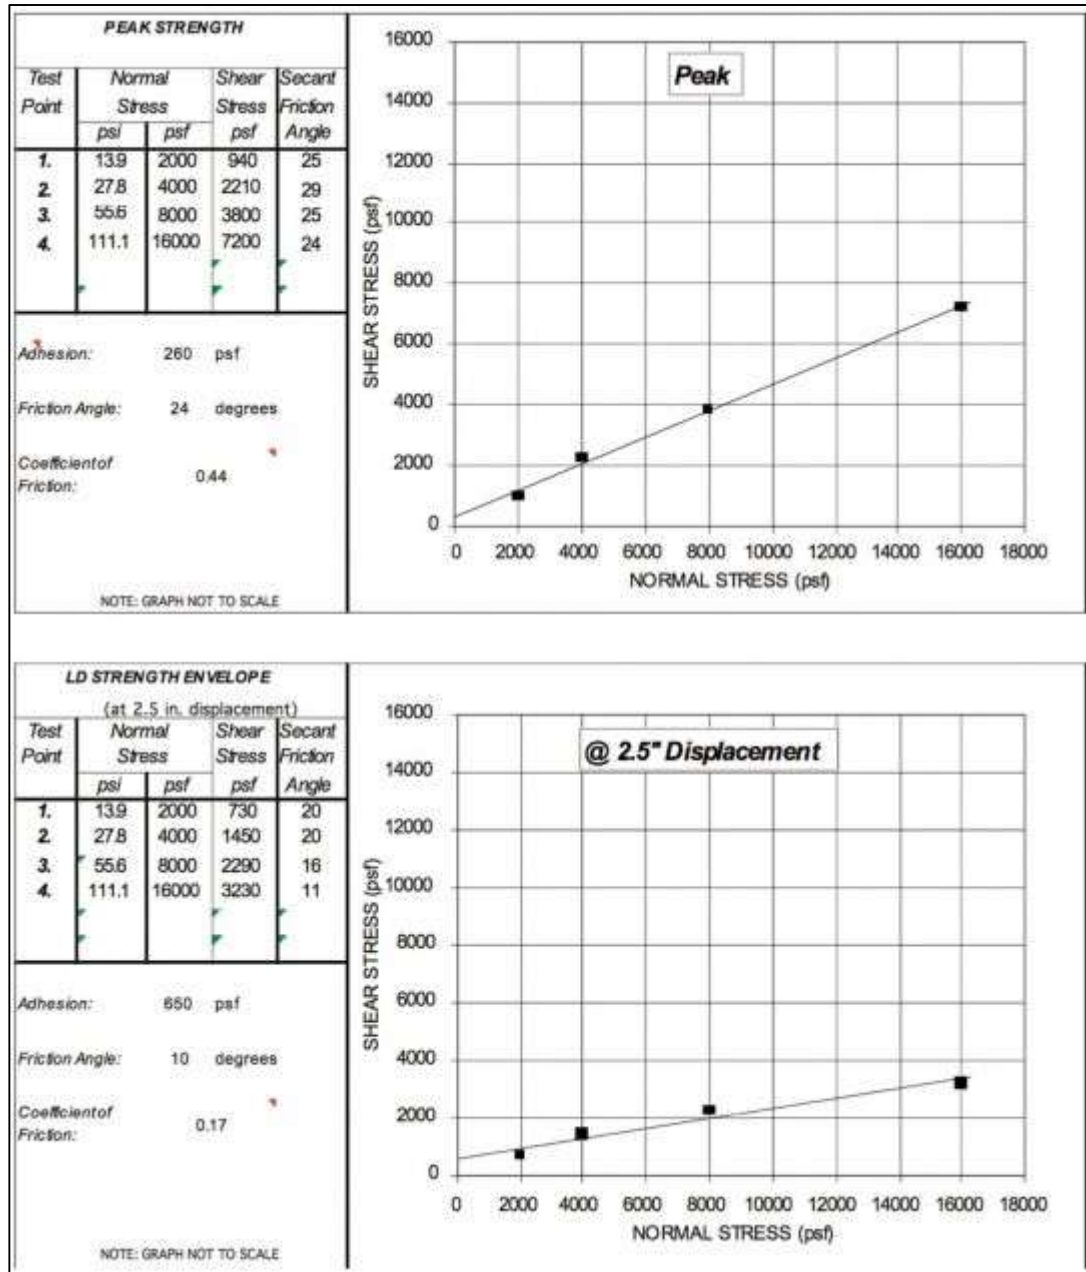 PEAK STRENGTH
Test Normal Shear Secant
Point Stress Stress Friction
psi psf psf Angle
1. 13.9 2000 940 25
2. 27.8 4000 2210 29
3. 55.6 8000 3800 25
4. 111.1 16000 7200 24
Adhesion: 260 psf
Friction Angle: 24 degrees
Coefficient of
Friction: 0.44
NOTE: GRAPH NOT TO SCALE
Peak
SHEAR STRESS (psf)
16000
14000
12000
10000
8000
6000
4000
2000
0
0 2000 4000 6000 8000 10000 12000 14000 16000 18000
NORMAL STRESS (psf)
LD STRENGTH ENVELOPE
(at 2.5 in. displacement)
Test Normal Shear Secant
Point Stress Stress Friction
psi psf psf Angle
1. 13.9 2000 730 20
2. 27.8 4000 1450 20
3. 55.6 8000 2290 16
4. 111.1 16000 3230 11
Adhesion: 650 psf
Friction Angle: 10 degrees
Coefficient of
Friction: 0.17
NOTE: GRAPH NOT TO SCALE
@ 2.5" Displacement
SHEAR STRESS (psf)
16000
14000
12000
10000
8000
6000
4000
2000
0
0 2000 4000 6000 8000 10000 12000 14000 16000 18000
NORMAL STRESS (psf)